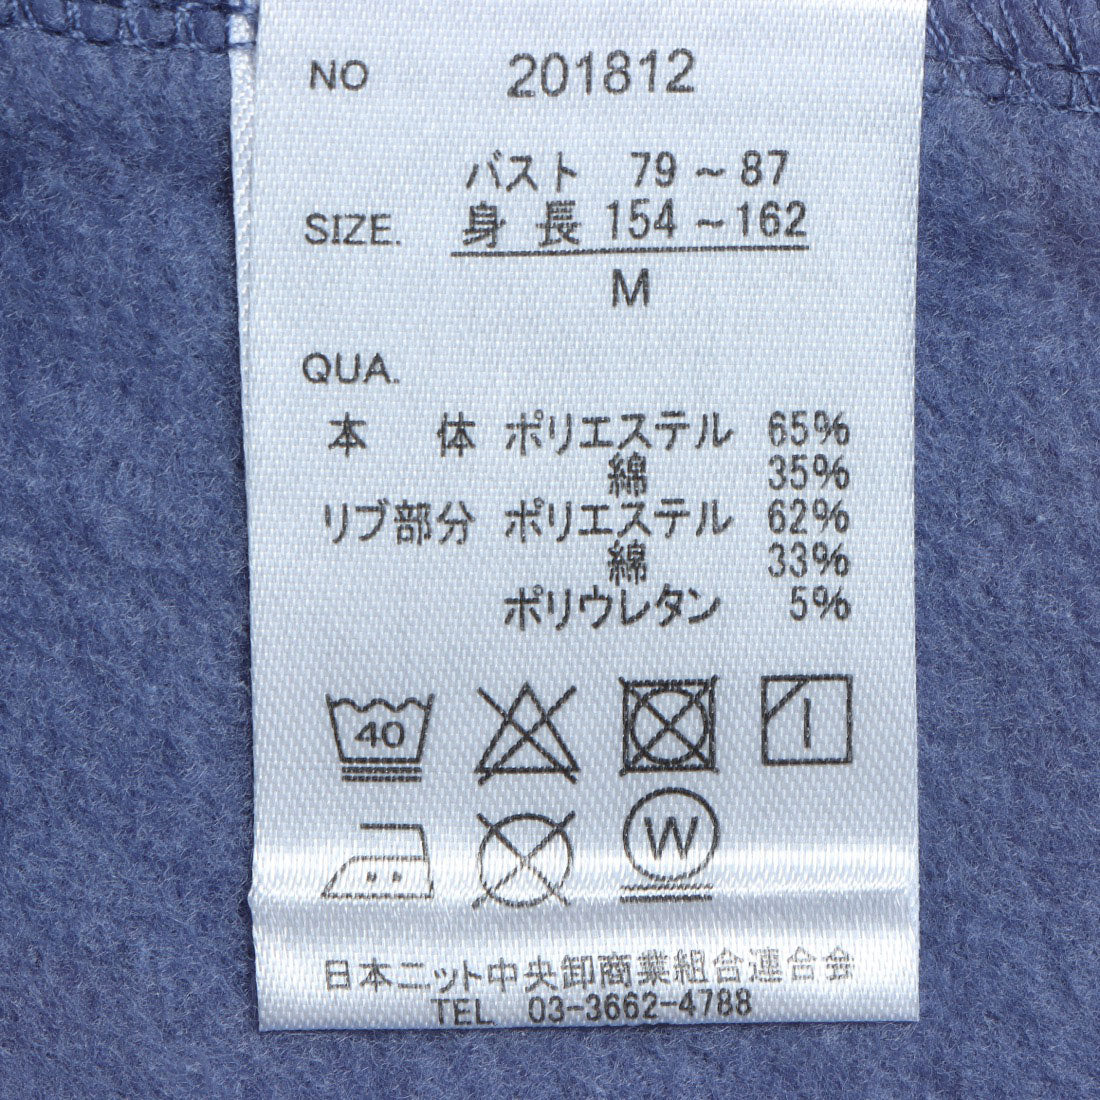 NO 201812
バスト 79～87
SIZE. 身長 154～162
M
QUA.
本体 ポリエステル 65%
綿 35%
リブ部分 ポリエステル 62%
綿 33%
ポリウレタン 5%
40
W
日本ニット中央卸商業組合連合会
TEL 03-3662-4788